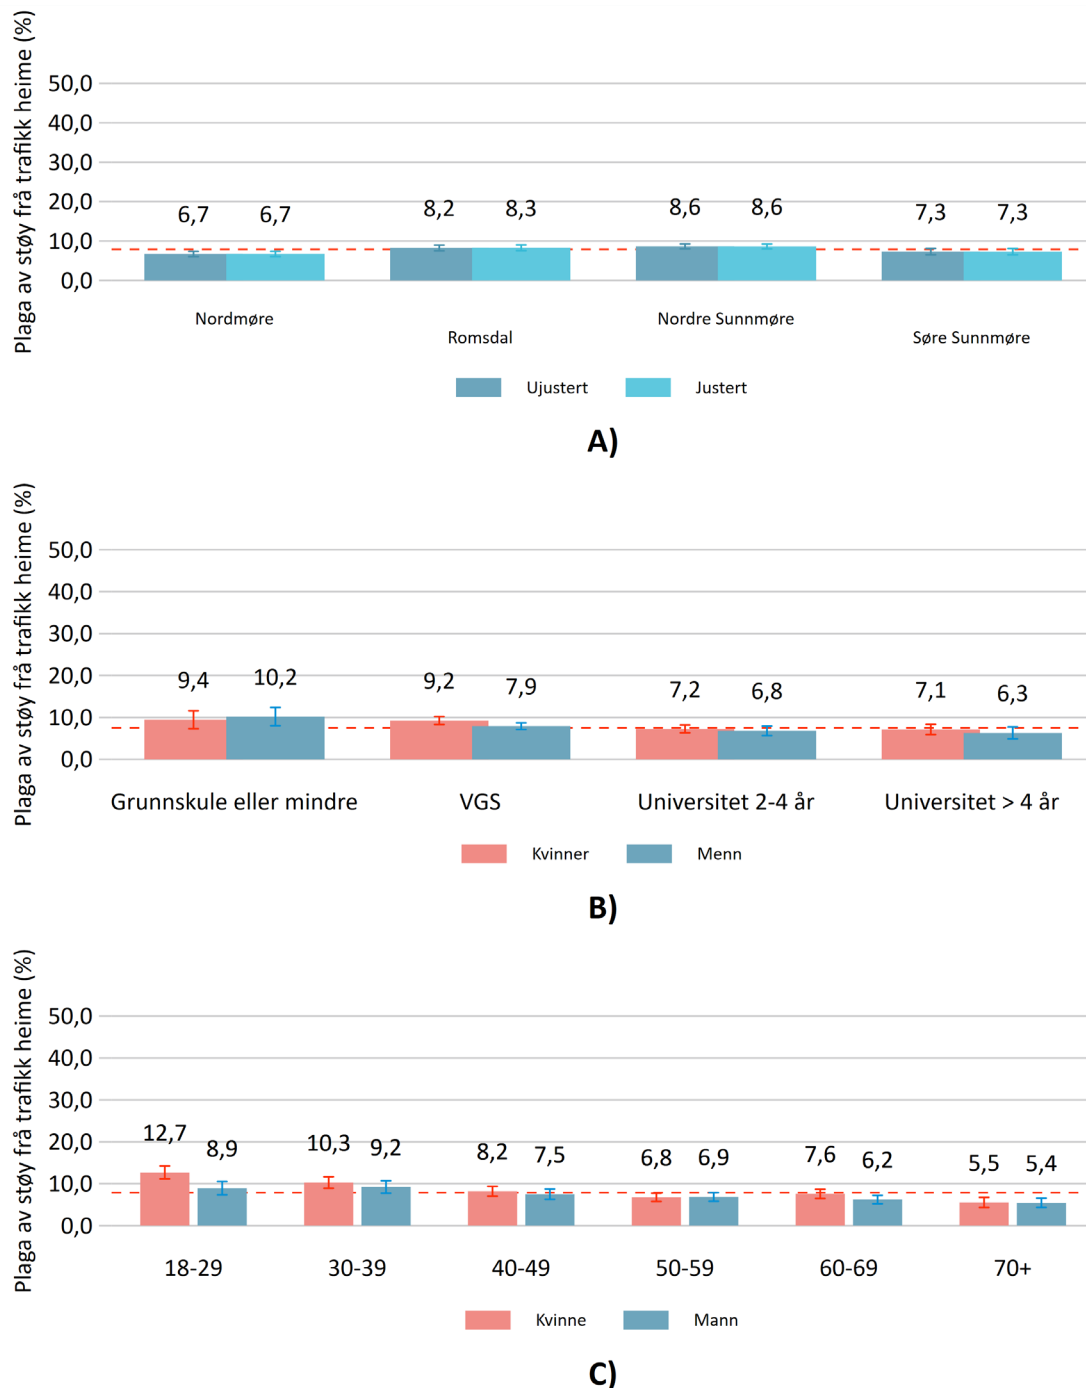 Plaga av støy frå trafikk heime (%)
50,0
40,0
30,0
20,0
10,0
0,0
6,7 6,7 8,2 8,3 8,6 8,6 7,3 7,3
Nordmøre Romsdal Nordre Sunnmøre Søre Sunnmøre
Ujustert Justert
A)
Plaga av støy frå trafikk heime (%)
50,0
40,0
30,0
20,0
10,0
0,0
9,4 10,2 9,2 7,9 7,2 6,8 7,1 6,3
Grunnskule eller mindre VGS Universitet 2-4 år Universitet > 4 år
Kvinner Menn
B)
Plaga av støy frå trafikk heime (%)
50,0
40,0
30,0
20,0
10,0
0,0
12,7 8,9 10,3 9,2 8,2 7,5 6,8 6,9 7,6 6,2 5,5 5,4
18-29 30-39 40-49 50-59 60-69 70+
Kvinne Mann
C)